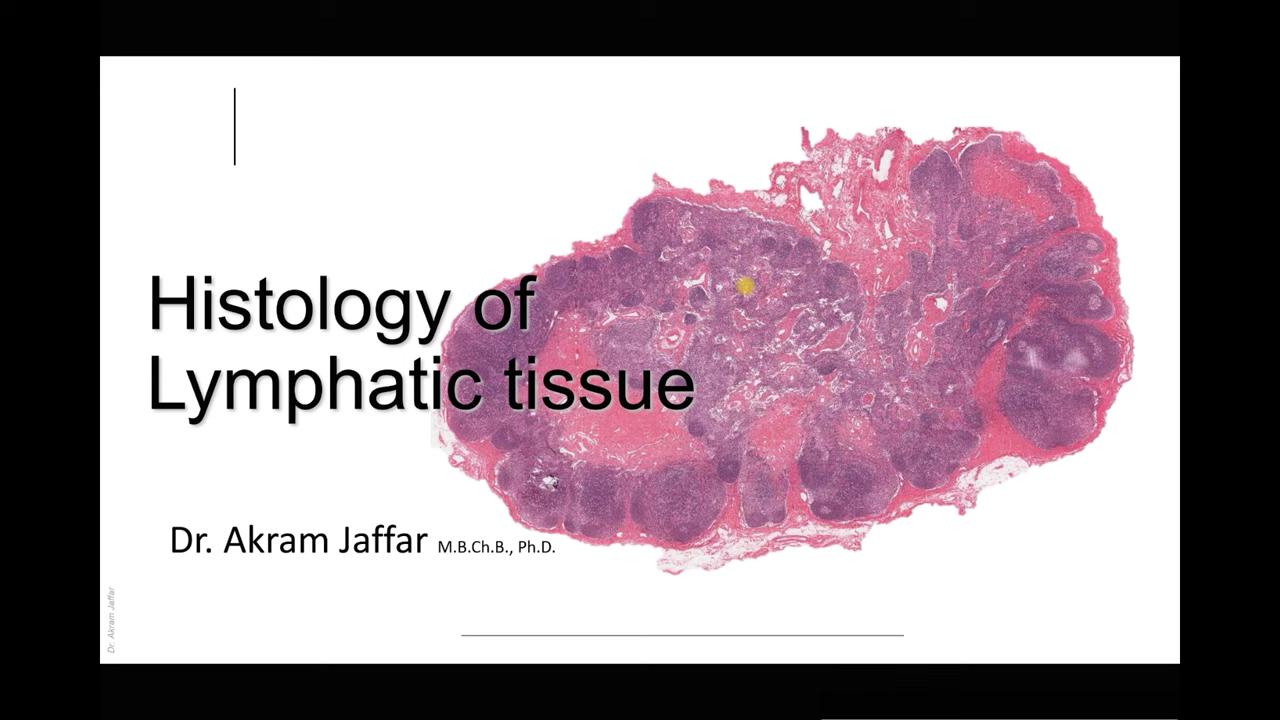 Histology of
Lymphatic tissue
Dr. Akram Jaffar M.B.Ch.B., Ph.D.
Dr. Akram Jaffar